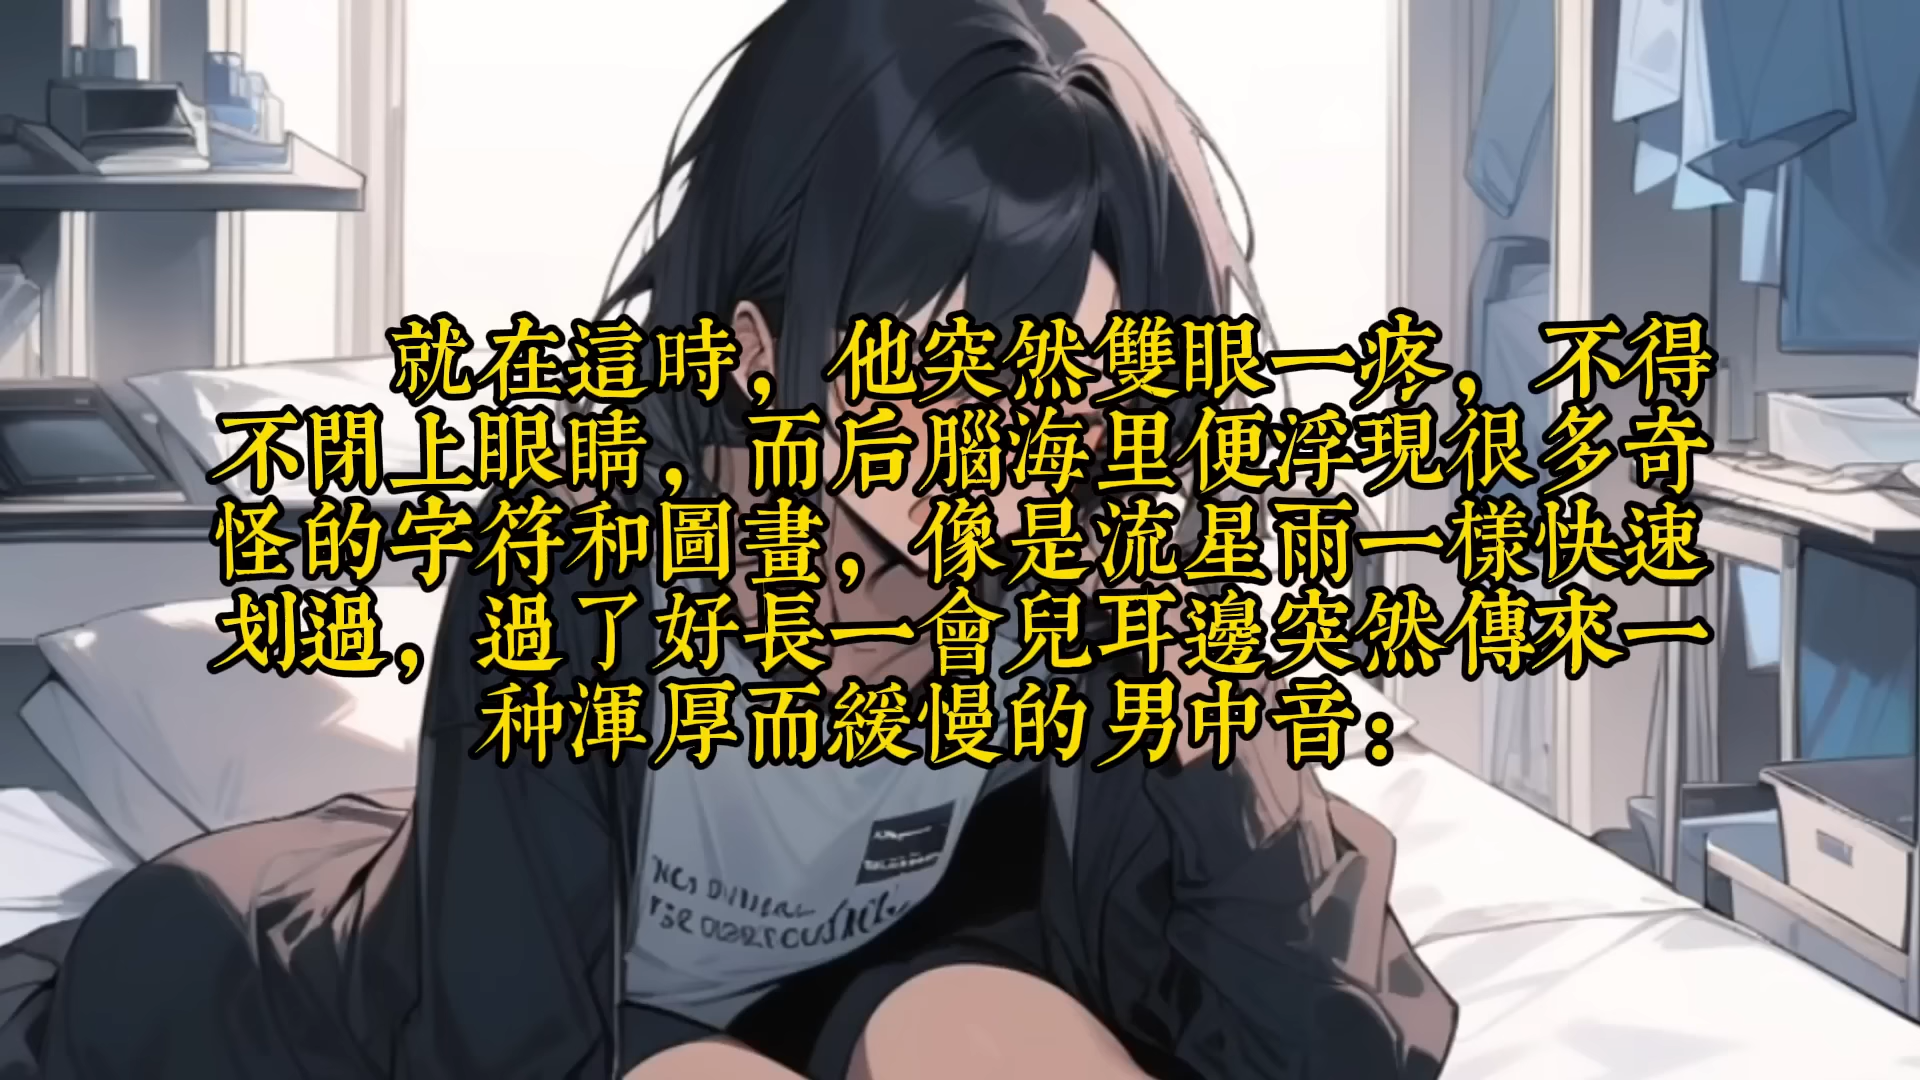 就在這時，他突然雙眼一疼，不得
不閉上眼睛，而后腦海里便浮現很多奇
怪的字符和圖畫，像是流星雨一樣快速
划過，過了好長一會兒耳邊突然傳來一
种渾厚而緩慢的男中音：